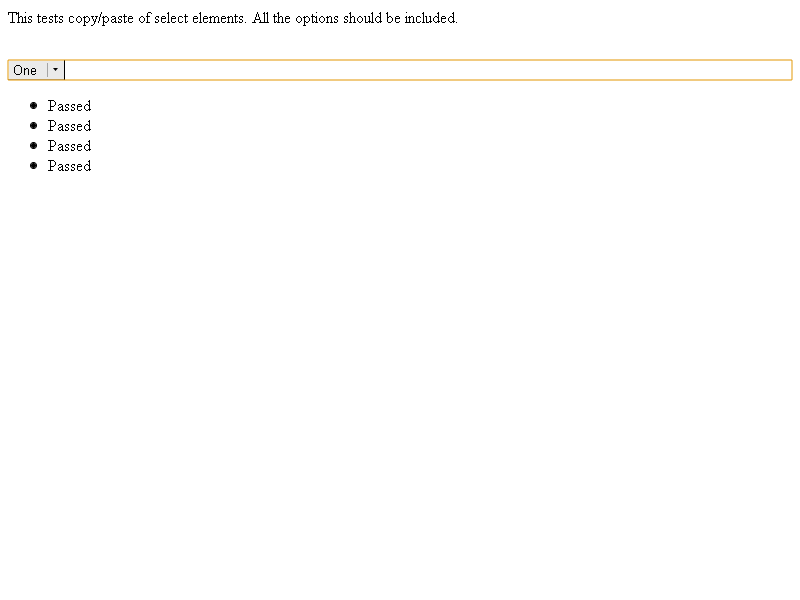 This tests copy/paste of select elements. All the options should be included.
One
Passed
Passed
Passed
Passed